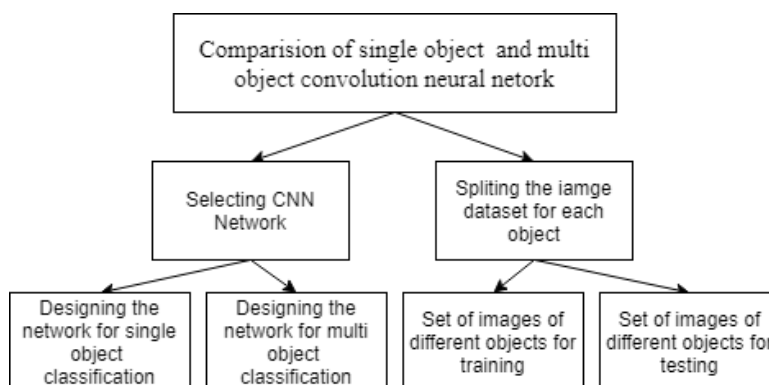 Comparision of single object and multi
object convolution neural netork
Selecting CNN
Network
Spliting the iamge
dataset for each
object
Designing the
network for single
object
classification
Designing the
network for multi
object
classification
Set of images of
different objects for
training
Set of images of
different objects for
testing